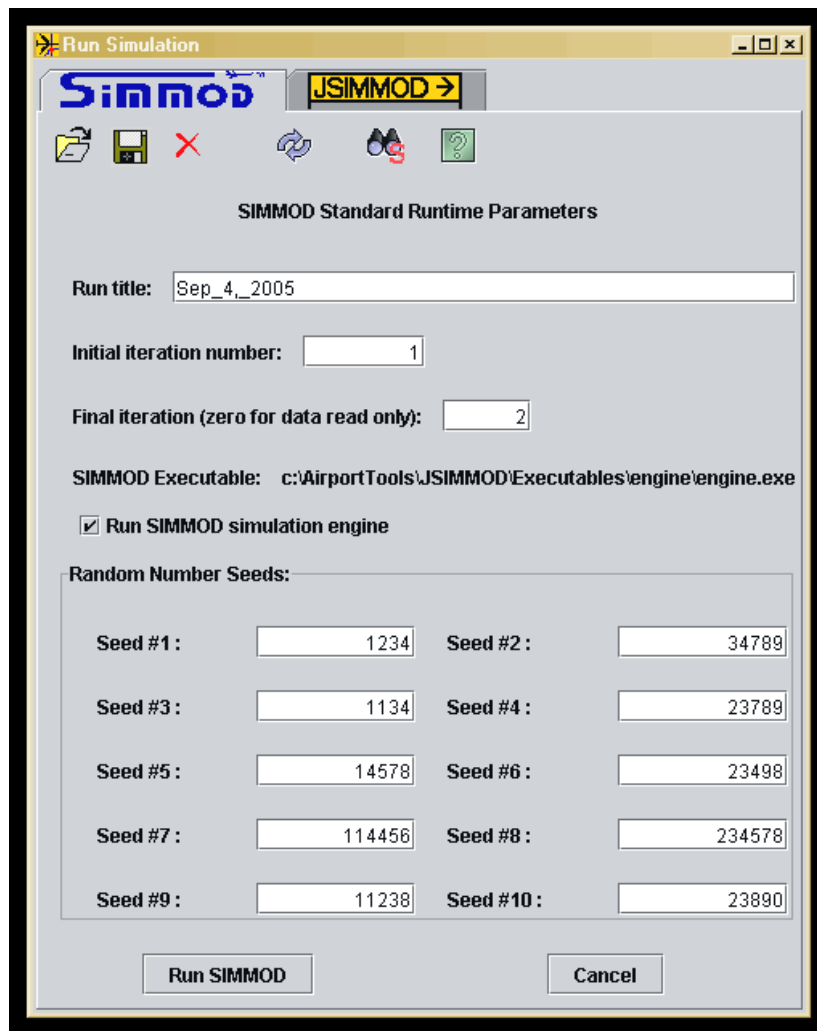 Run Simulation
Simmod JSIMMOD →
S ?
SIMMOD Standard Runtime Parameters
Run title: Sep_4,_2005
Initial iteration number: 1
Final iteration (zero for data read only): 2
SIMMOD Executable: c:\AirportTools\JSIMMOD\Executables\engine\engine.exe
Run SIMMOD simulation engine
Random Number Seeds:
Seed #1 : 1234 Seed #2 : 34789
Seed #3 : 1134 Seed #4 : 23789
Seed #5 : 14578 Seed #6 : 23498
Seed #7 : 114456 Seed #8 : 234578
Seed #9 : 11238 Seed #10 : 23890
Run SIMMOD Cancel